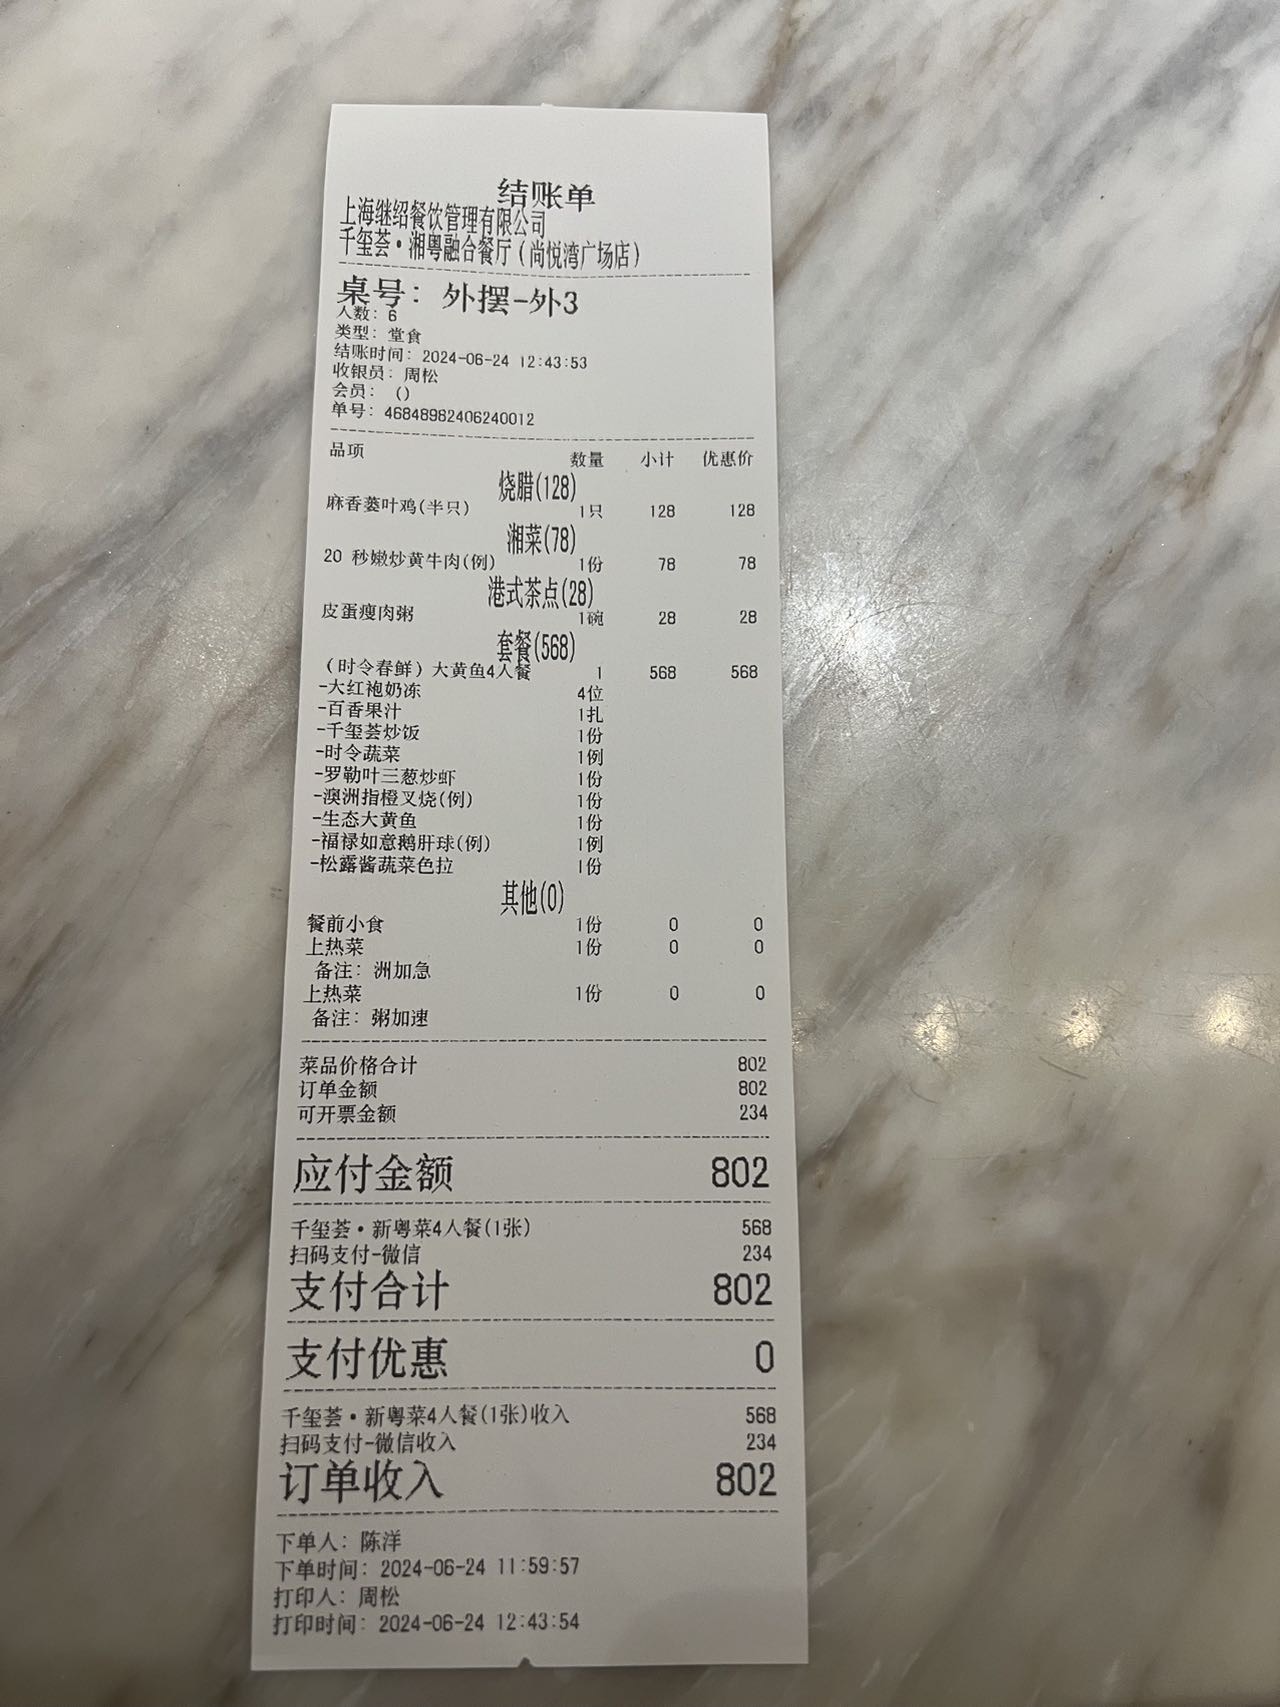 结账单
上海继绍餐饮管理有限公司
千玺荟·湘粤融合餐厅(尚悦湾广场店)
桌号: 外摆-外3
人数: 6
类型: 堂食
结账时间: 2024-06-24 12:43:53
收银员: 周松
会员: ()
单号: 46848982406240012
品项 数量 小计 优惠价
烧腊(128)
麻香蒌叶鸡(半只) 1只 128 128
湘菜(78)
20 秒嫩炒黄牛肉(例) 1份 78 78
港式茶点(28)
皮蛋瘦肉粥 1碗 28 28
套餐(568)
(时令春鲜)大黄鱼4人餐 1 568 568
-大红袍奶冻 4位
-百香果汁 1扎
-千玺荟炒饭 1份
-时令蔬菜 1例
-罗勒叶三葱炒虾 1份
-澳洲指橙叉烧(例) 1份
-生态大黄鱼 1份
-福禄如意鹅肝球(例) 1例
-松露酱蔬菜色拉 1份
其他(0)
餐前小食 1份 0 0
上热菜 1份 0 0
备注: 洲加急
上热菜 1份 0 0
备注: 粥加速
菜品价格合计 802
订单金额 802
可开票金额 234
应付金额 802
千玺荟·新粤菜4人餐(1张) 568
扫码支付-微信 234
支付合计 802
支付优惠 0
千玺荟·新粤菜4人餐(1张)收入 568
扫码支付-微信收入 234
订单收入 802
下单人: 陈洋
下单时间: 2024-06-24 11:59:57
打印人: 周松
打印时间: 2024-06-24 12:43:54